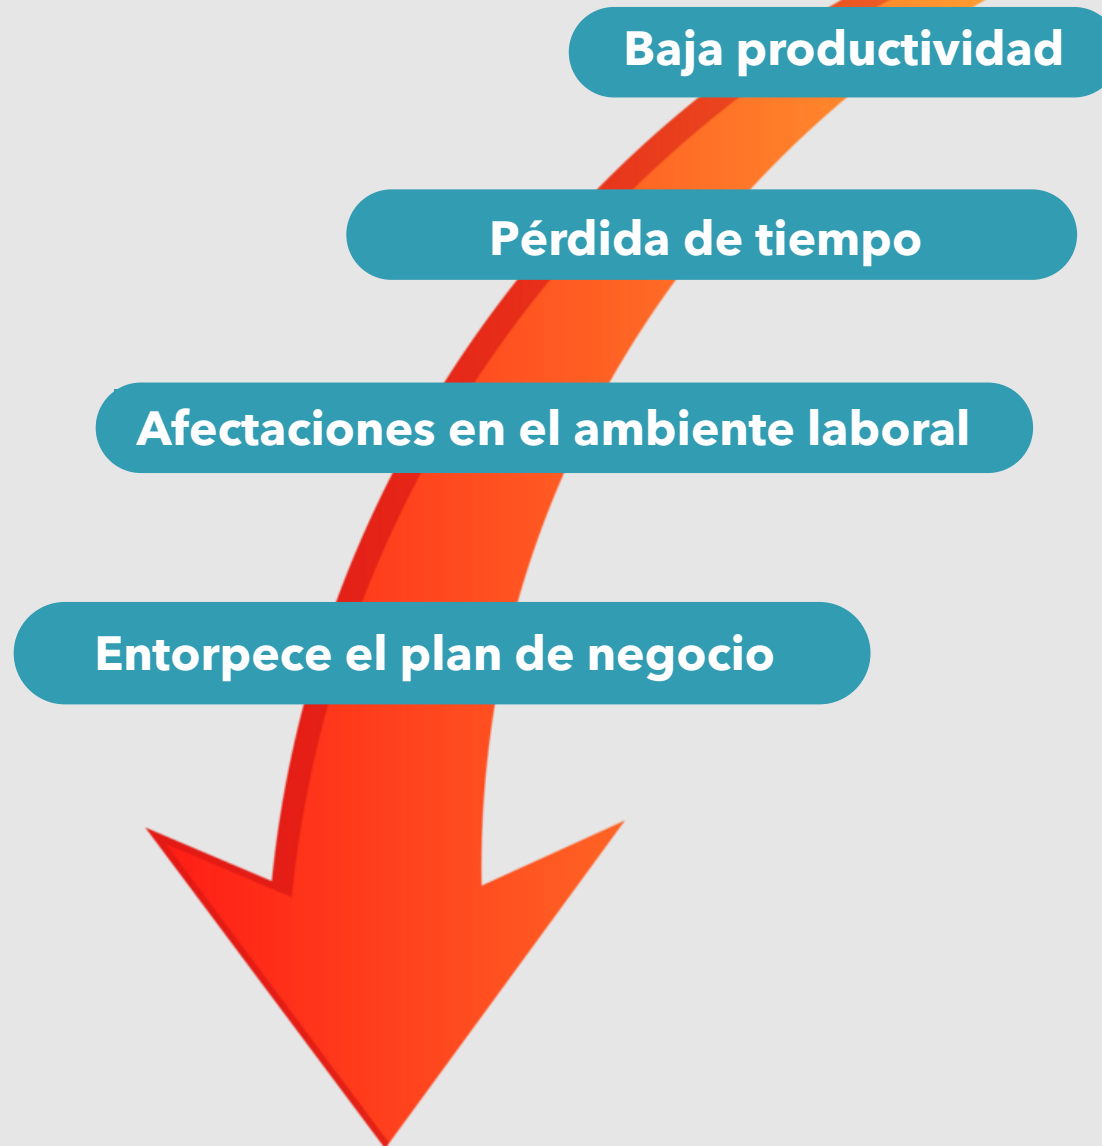 Baja productividad
Pérdida de tiempo
Afectaciones en el ambiente laboral
Entorpece el plan de negocio